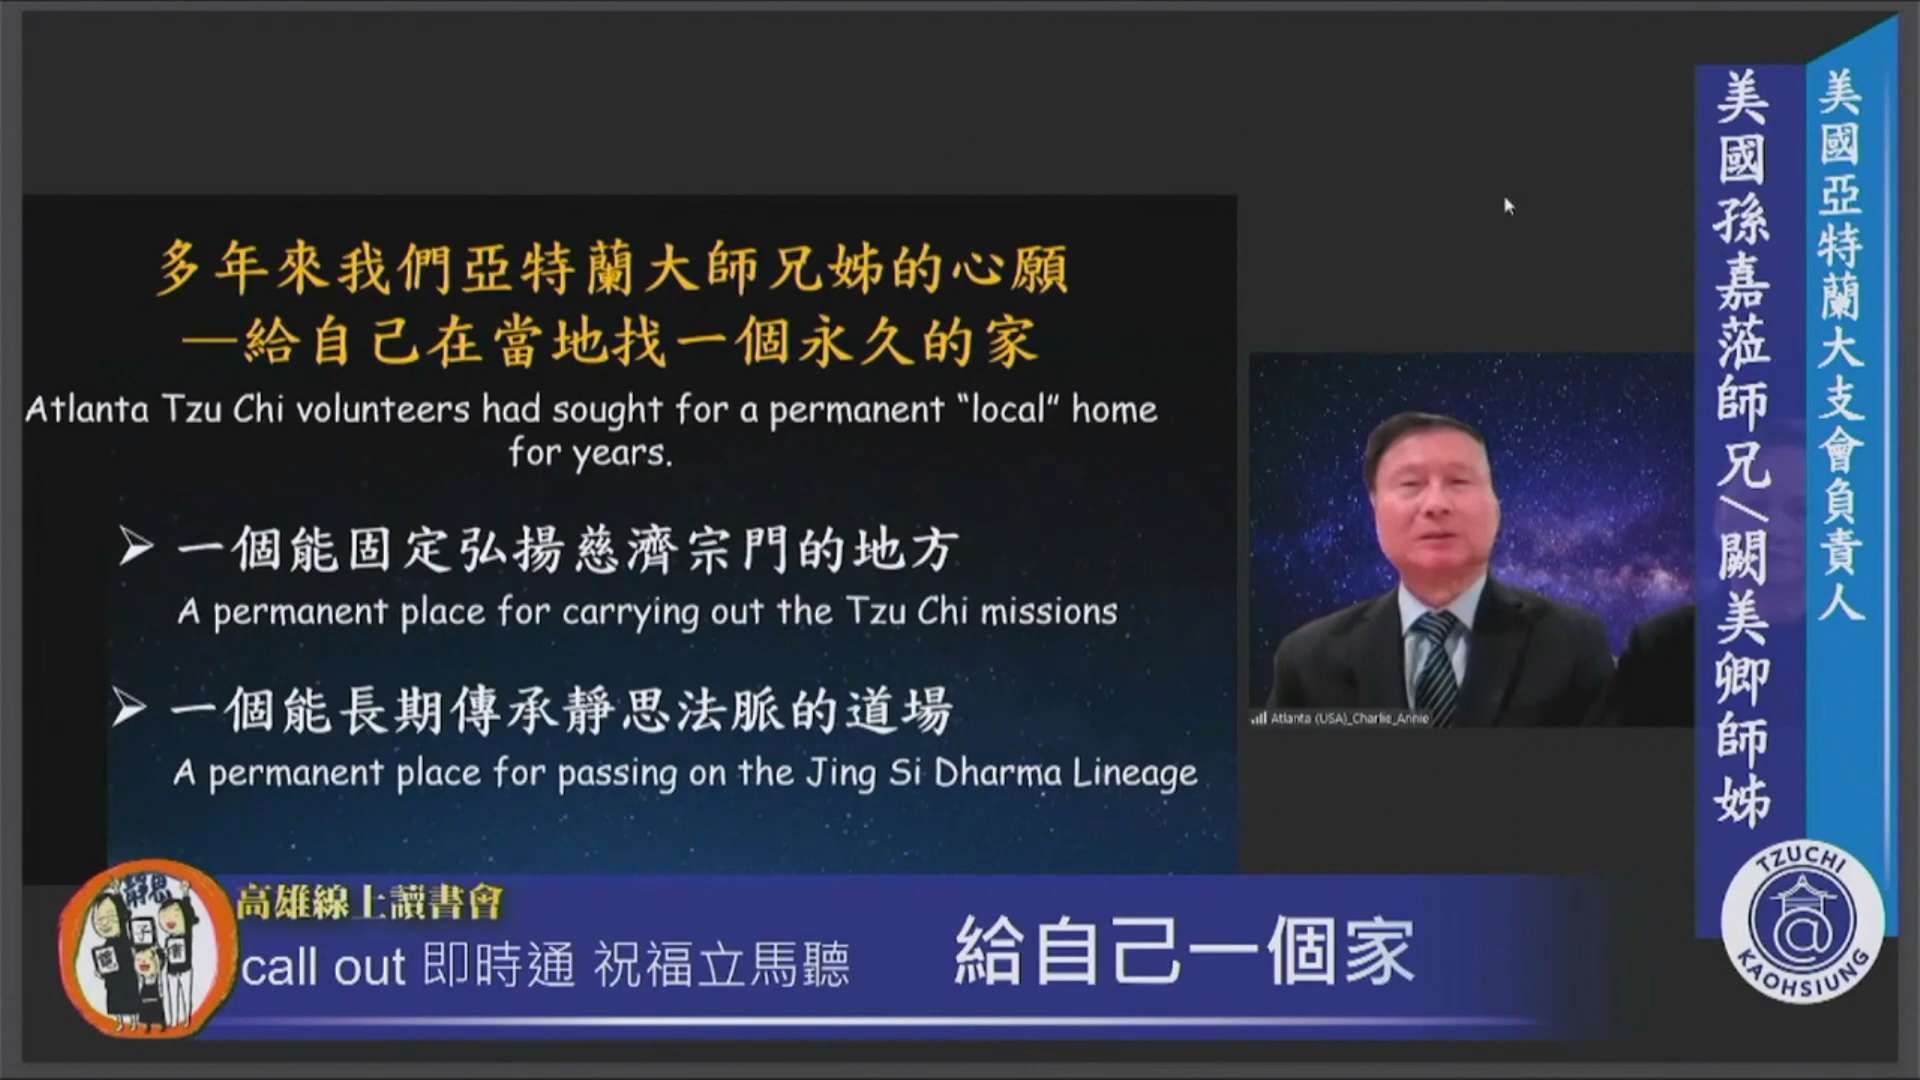 多年來我們亞特蘭大師兄姊的心願
—給自己在當地找一個永久的家
Atlanta Tzu Chi volunteers had sought for a permanent “local” home
for years.
➢ 一個能固定弘揚慈濟宗門的地方
A permanent place for carrying out the Tzu Chi missions
➢ 一個能長期傳承靜思法脈的道場
A permanent place for passing on the Jing Si Dharma Lineage
Atlanta (USA)_Charlie_Annie
美國亞特蘭大支會負責人
美國孫嘉蒞師兄/闕美卿師姊
高雄線上讀書會
call out 即時通 祝福立馬聽
給自己一個家
靜思
TZUCHI
@
KAOHSIUNG